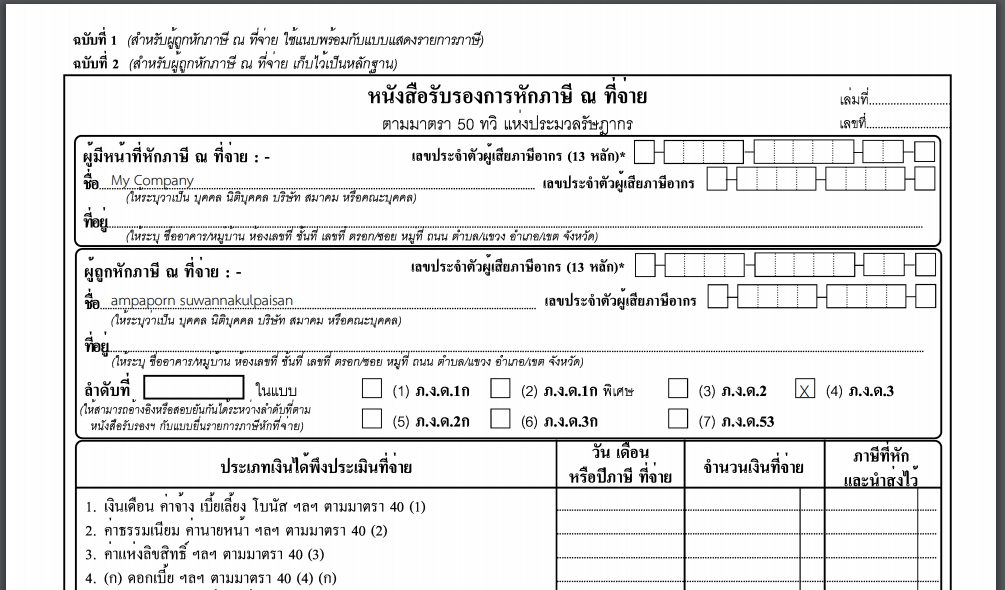 ฉบับที่ 1 (สำหรับผู้ถูกหักภาษี ณ ที่จ่าย ใช้แนบพร้อมกับแบบแสดงรายการภาษี)
ฉบับที่ 2 (สำหรับผู้ถูกหักภาษี ณ ที่จ่าย เก็บไว้เป็นหลักฐาน)
หนังสือรับรองการหักภาษี ณ ที่จ่าย
เล่มที่
ตามมาตรา 50 ทวิ แห่งประมวลรัษฎากร
เลขที่
ผู้มีหน้าที่หักภาษี ณ ที่จ่าย : - เลขประจำตัวผู้เสียภาษีอากร (13 หลัก)*
ชื่อ My Company เลขประจำตัวผู้เสียภาษีอากร
(ให้ระบุว่าเป็น บุคคล นิติบุคคล บริษัท สมาคม หรือคณะบุคคล)
ที่อยู่
(ให้ระบุ ชื่ออาคาร/หมู่บ้าน ห้องเลขที่ ชั้นที่ เลขที่ ตรอก/ซอย หมู่ที่ ถนน ตำบล/แขวง อำเภอ/เขต จังหวัด)
ผู้ถูกหักภาษี ณ ที่จ่าย : - เลขประจำตัวผู้เสียภาษีอากร (13 หลัก)*
ชื่อ ampaporn suwannakulpaisan เลขประจำตัวผู้เสียภาษีอากร
(ให้ระบุว่าเป็น บุคคล นิติบุคคล บริษัท สมาคม หรือคณะบุคคล)
ที่อยู่
(ให้ระบุ ชื่ออาคาร/หมู่บ้าน ห้องเลขที่ ชั้นที่ เลขที่ ตรอก/ซอย หมู่ที่ ถนน ตำบล/แขวง อำเภอ/เขต จังหวัด)
ลำดับที่ ในแบบ (1) ภ.ง.ด.1ก (2) ภ.ง.ด.1ก พิเศษ (3) ภ.ง.ด.2 X (4) ภ.ง.ด.3
(ให้สามารถอ้างอิงหรือสอบยันกันได้ระหว่างลำดับที่ตาม
หนังสือรับรองฯ กับแบบยื่นรายการภาษีหักที่จ่าย) (5) ภ.ง.ด.2ก (6) ภ.ง.ด.3ก (7) ภ.ง.ด.53
ประเภทเงินได้พึงประเมินที่จ่าย
วัน เดือน
หรือปีภาษี ที่จ่าย
จำนวนเงินที่จ่าย
ภาษีที่หัก
และนำส่งไว้
1. เงินเดือน ค่าจ้าง เบี้ยเลี้ยง โบนัส ฯลฯ ตามมาตรา 40 (1)
2. ค่าธรรมเนียม ค่านายหน้า ฯลฯ ตามมาตรา 40 (2)
3. ค่าแห่งลิขสิทธิ์ ฯลฯ ตามมาตรา 40 (3)
4. (ก) ดอกเบี้ย ฯลฯ ตามมาตรา 40 (4) (ก)